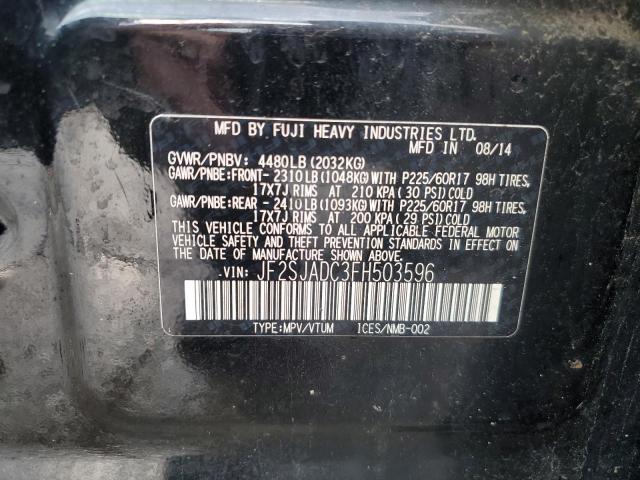 MFD BY FUJI HEAVY INDUSTRIES LTD.
MFD IN 08/14
GVWR/PNBV: 4480LB (2032KG)
GAWR/PNBE:FRONT- 2310LB (1048KG) WITH P225/60R17 98H TIRES,
17X7J RIMS AT 210 KPA ( 30 PSI) COLD
GAWR/PNBE:REAR - 2410LB (1093KG) WITH P225/60R17 98H TIRES,
17X7J RIMS AT 200 KPA ( 29 PSI) COLD
THIS VEHICLE CONFORMS TO ALL APPLICABLE FEDERAL MOTOR
VEHICLE SAFETY AND THEFT PREVENTION STANDARDS IN EFFECT ON
THE DATE OF MANUFACTURE SHOWN ABOVE.
VIN: JF2SJADC3FH503596
TYPE:MPV/VTUM ICES/NMB-002